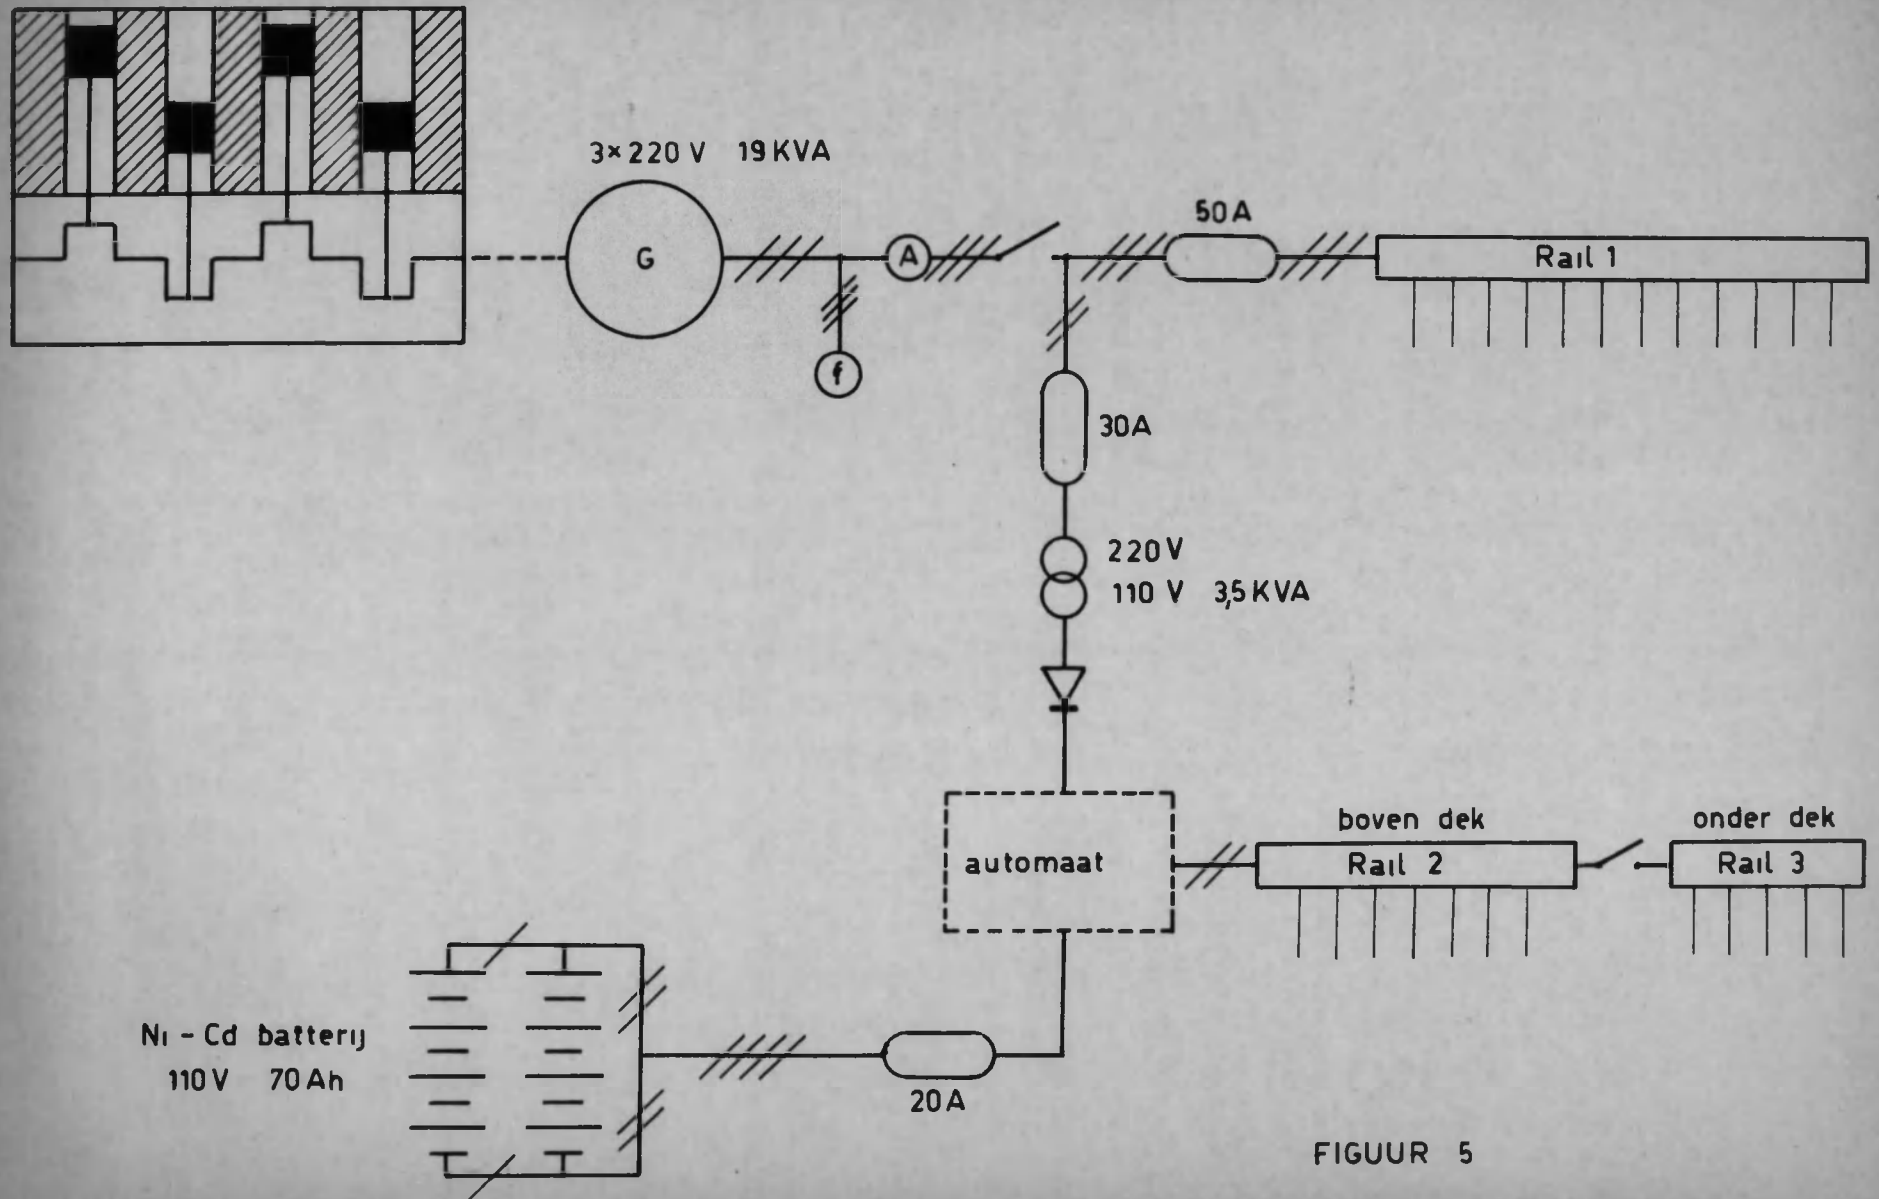 3×220 V 19 KVA
50A
G
A
Rail 1
f
30A
220V
110 V 3,5 KVA
boven dek
onder dek
automaat
Rail 2
Rail 3
Ni - Cd batterij
110V 70Ah
20A
FIGUUR 5